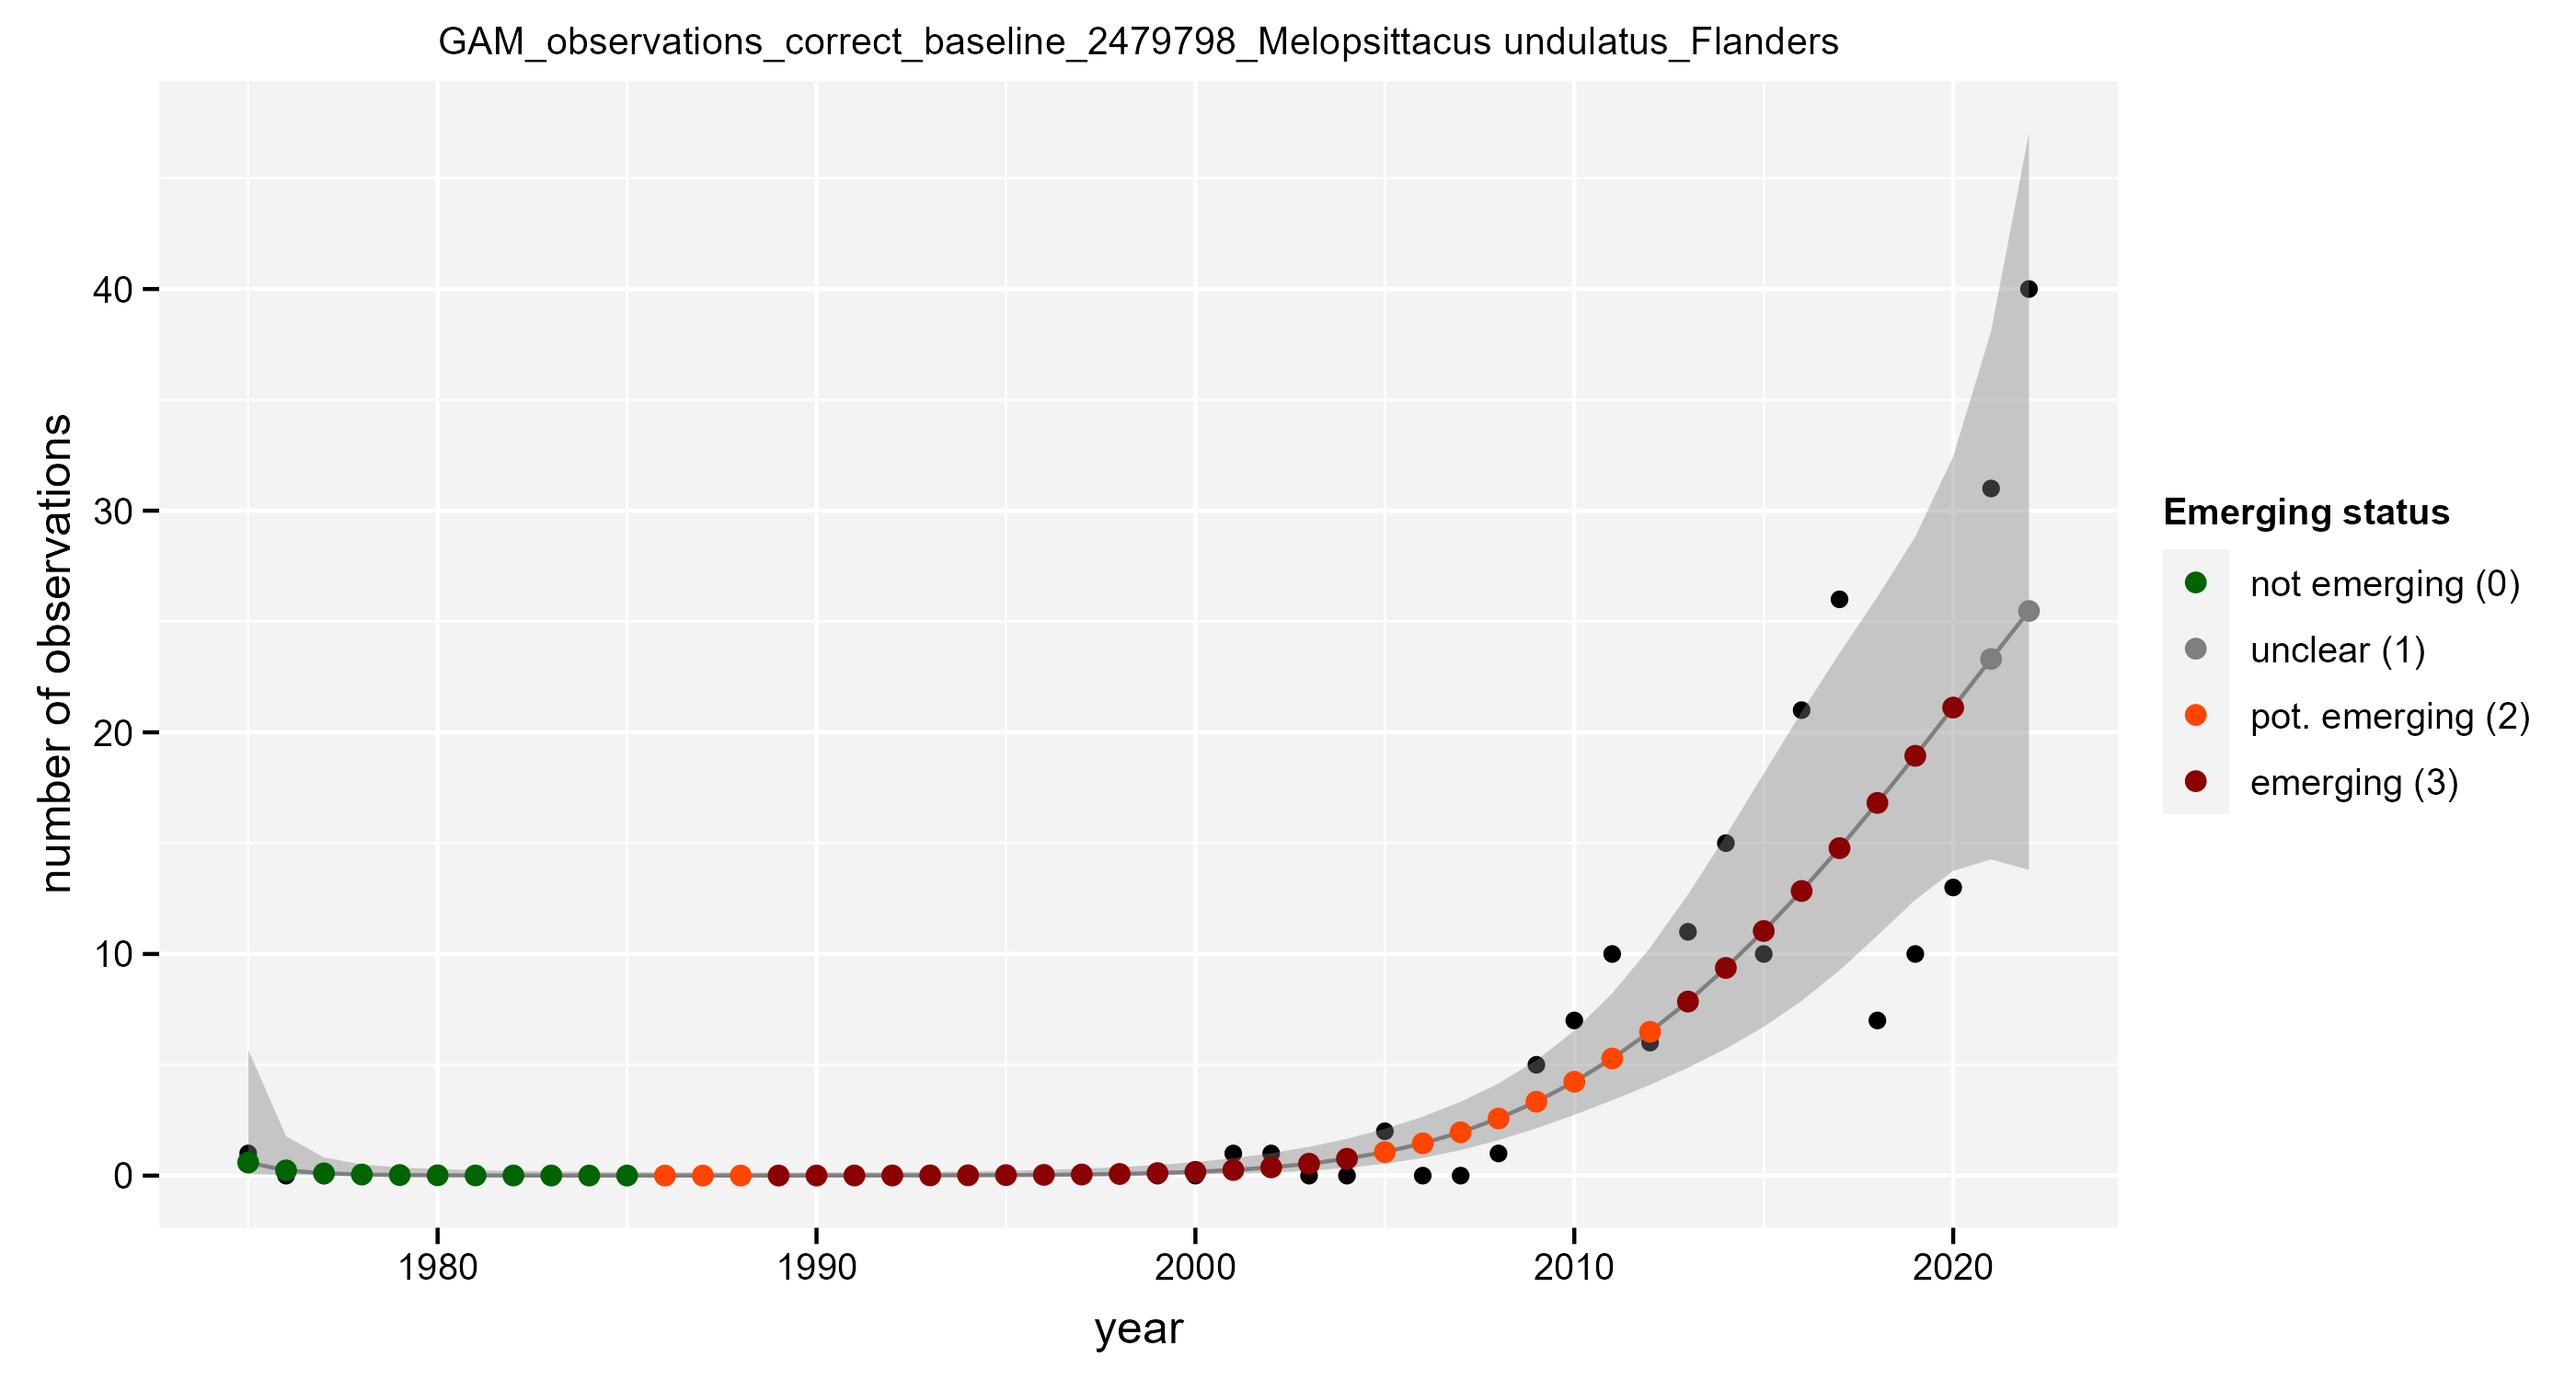 GAM_observations_correct_baseline_2479798_Melopsittacus undulatus_Flanders
number of observations
40
30
20
10
0
1980 1990 2000 2010 2020
year
Emerging status
not emerging (0)
unclear (1)
pot. emerging (2)
emerging (3)